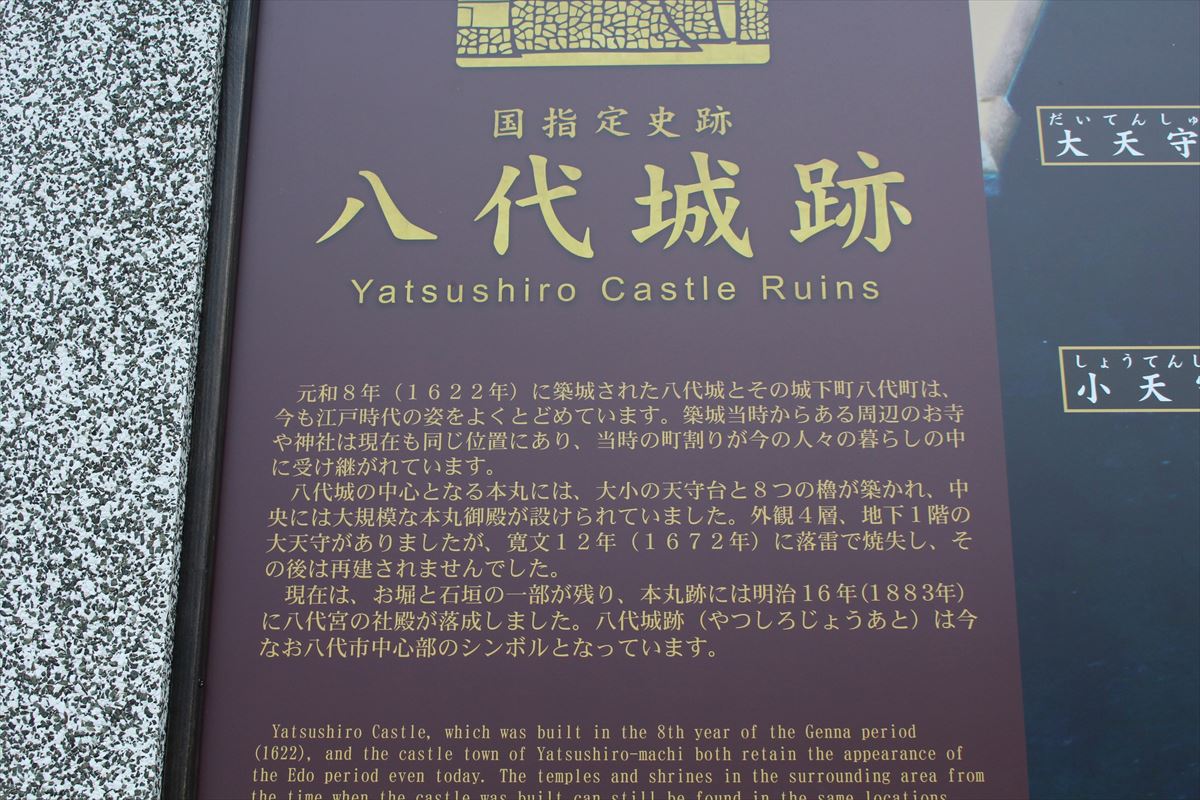 国指定史跡
八代城跡
Yatsushiro Castle Ruins
元和8年（1622年）に築城された八代城とその城下町八代町は、
今も江戸時代の姿をよくとどめています。築城当時からある周辺のお寺
や神社は現在も同じ位置にあり、当時の町割りが今の人々の暮らしの中
に受け継がれています。
八代城の中心となる本丸には、大小の天守台と8つの櫓が築かれ、中
央には大規模な本丸御殿が設けられていました。外観4層、地下1階の
大天守がありましたが、寛文12年（1672年）に落雷で焼失し、そ
の後は再建されませんでした。
現在は、お堀と石垣の一部が残り、本丸跡には明治16年(1883年)
に八代宮の社殿が落成しました。八代城跡（やつしろじょうあと）は今
なお八代市中心部のシンボルとなっています。
Yatsushiro Castle, which was built in the 8th year of the Genna period
(1622), and the castle town of Yatsushiro-machi both retain the appearance of
the Edo period even today. The temples and shrines in the surrounding area from
the time when the castle was built can still be found in the same locations
だいてんしゅ
大天守
しょうてんし
小天